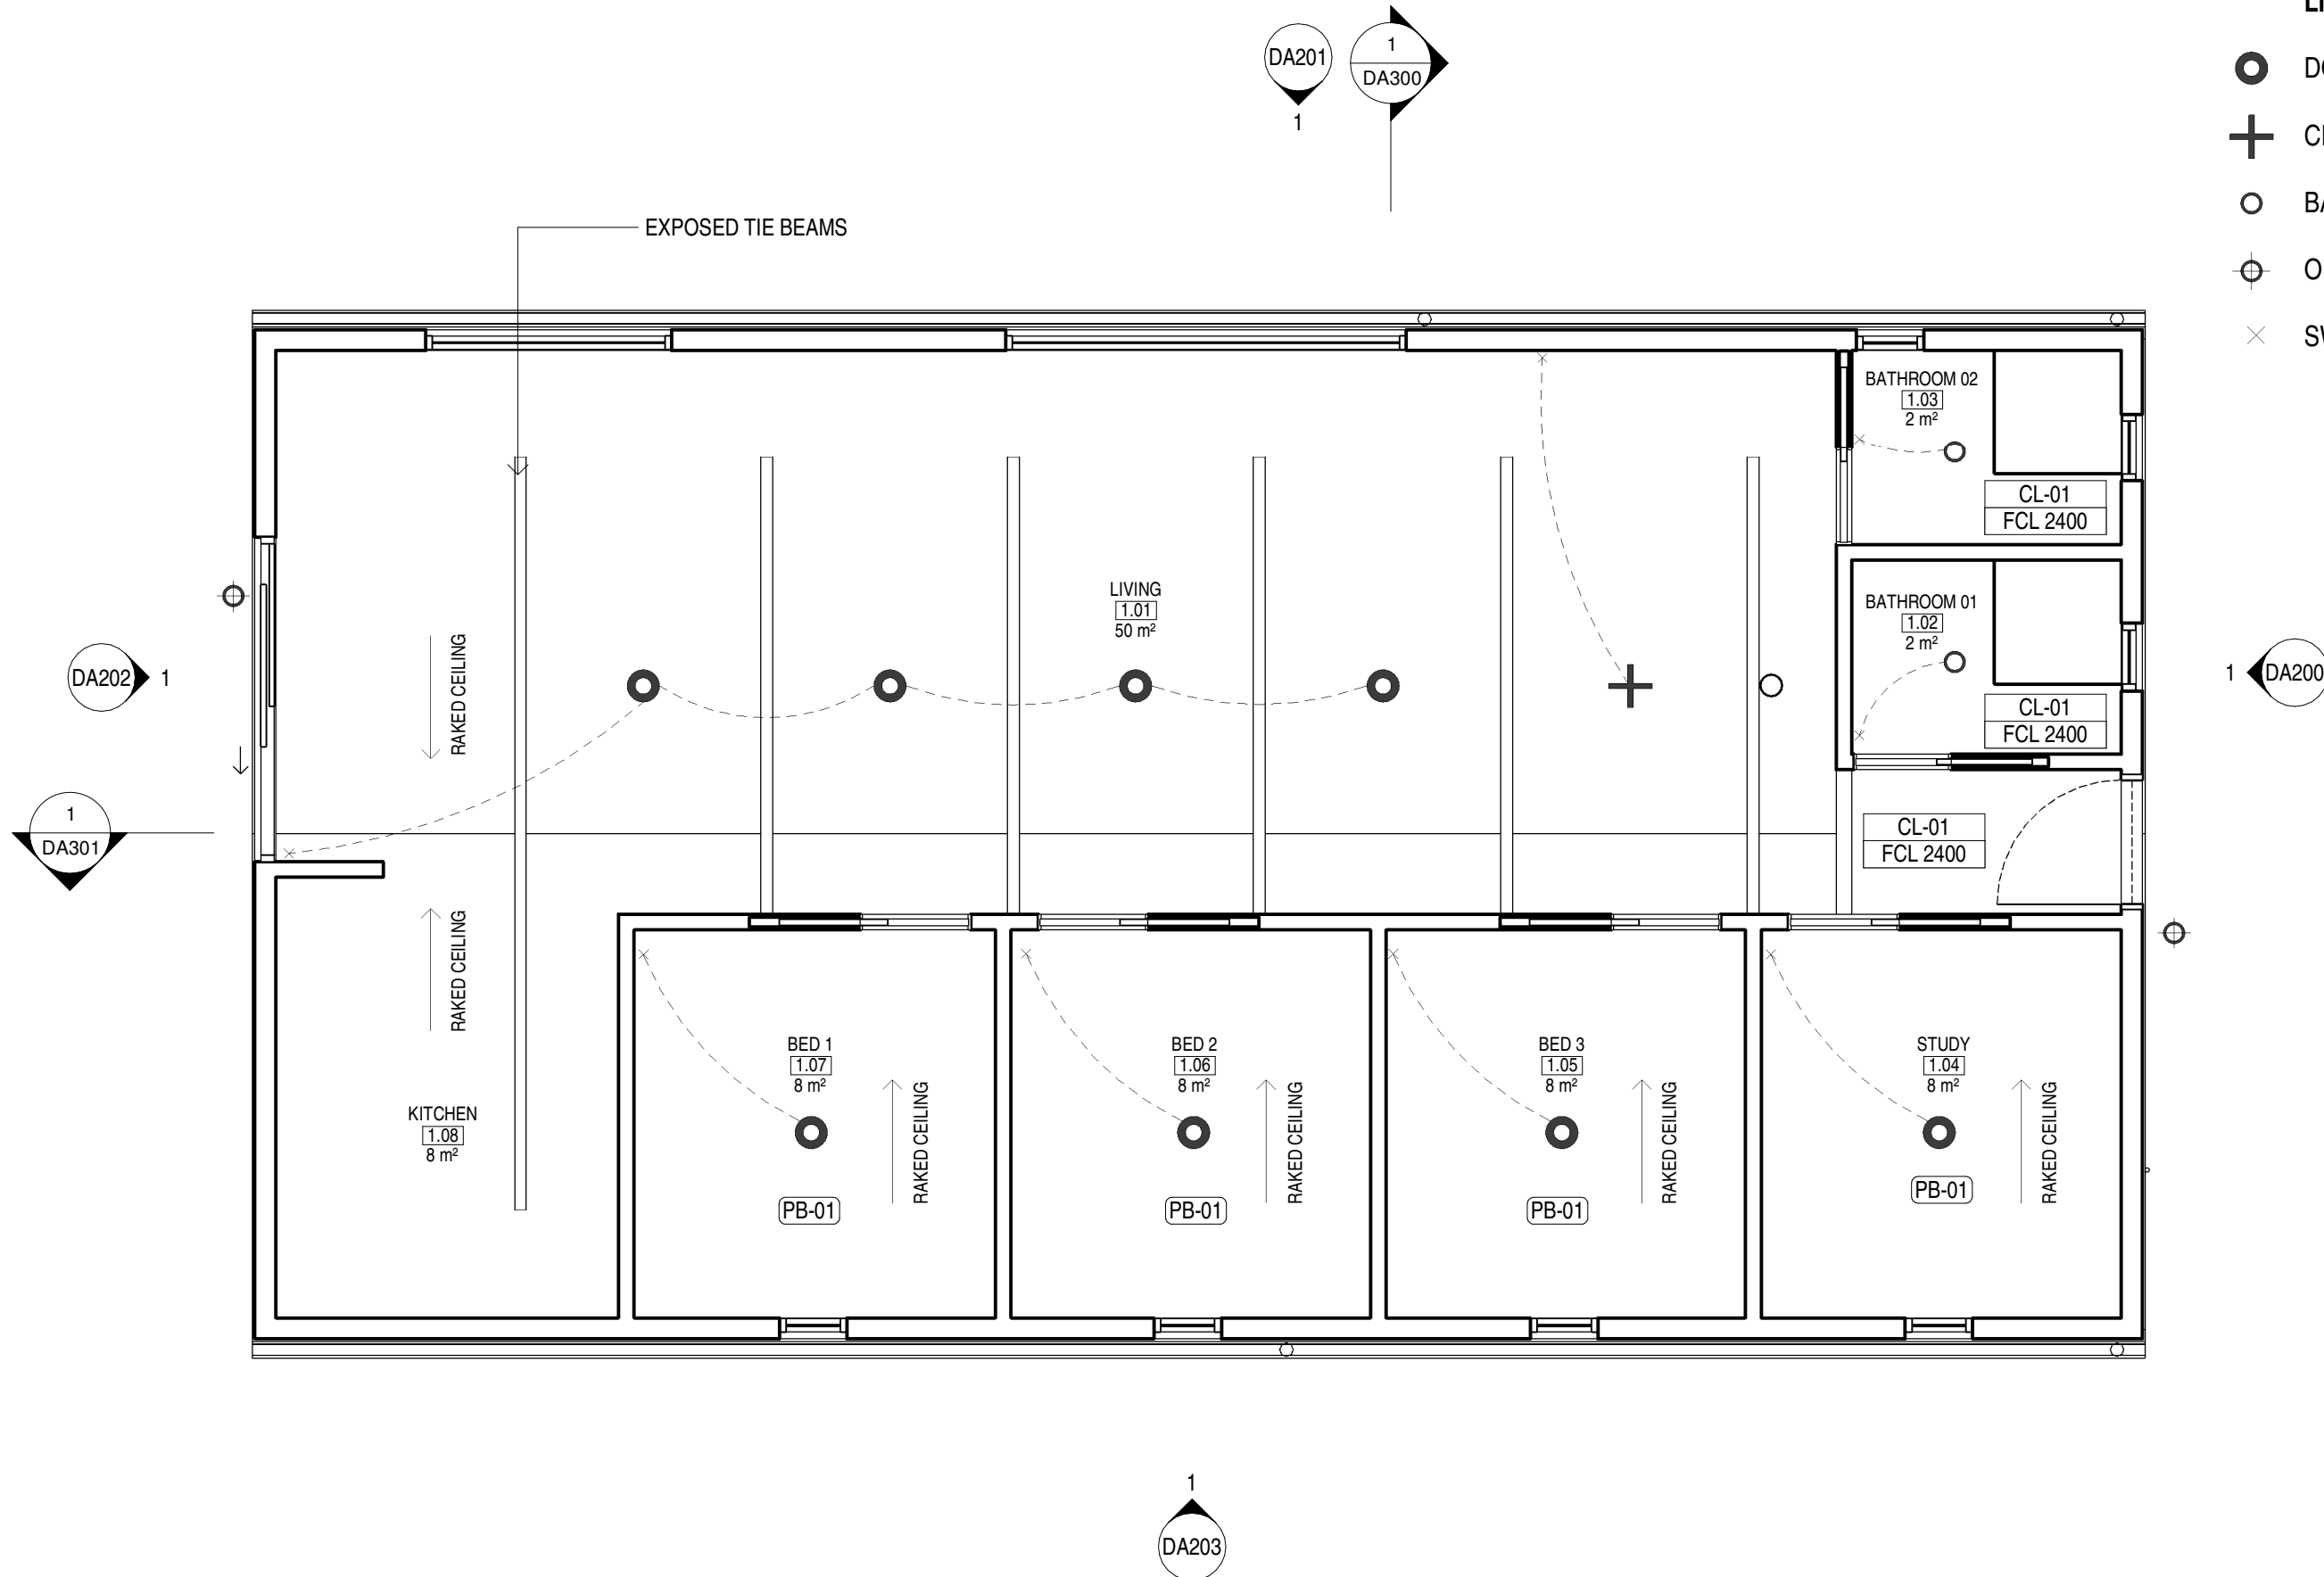 DA201
1
1
DA300
EXPOSED TIE BEAMS
BATHROOM 02
1.03
2 m²
CL-01
FCL 2400
LIVING
1.01
50 m²
BATHROOM 01
1.02
2 m²
CL-01
FCL 2400
DA202
1
RAKED CEILING
1
DA200
1
DA301
CL-01
FCL 2400
RAKED CEILING
KITCHEN
1.08
8 m²
BED 1
1.07
8 m²
RAKED CEILING
PB-01
BED 2
1.06
8 m²
RAKED CEILING
PB-01
BED 3
1.05
8 m²
RAKED CEILING
PB-01
STUDY
1.04
8 m²
RAKED CEILING
PB-01
1
DA203